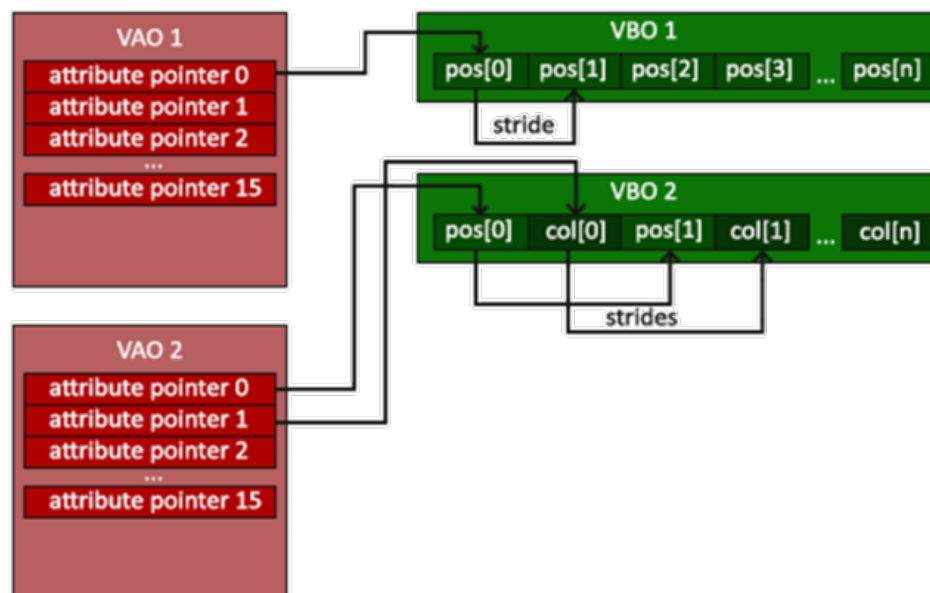 VAO 1
attribute pointer 0
attribute pointer 1
attribute pointer 2
...
attribute pointer 15
VBO 1
pos[0] pos[1] pos[2] pos[3] ... pos[n]
stride
VBO 2
pos[0] col[0] pos[1] col[1] ... col[n]
strides
VAO 2
attribute pointer 0
attribute pointer 1
attribute pointer 2
...
attribute pointer 15